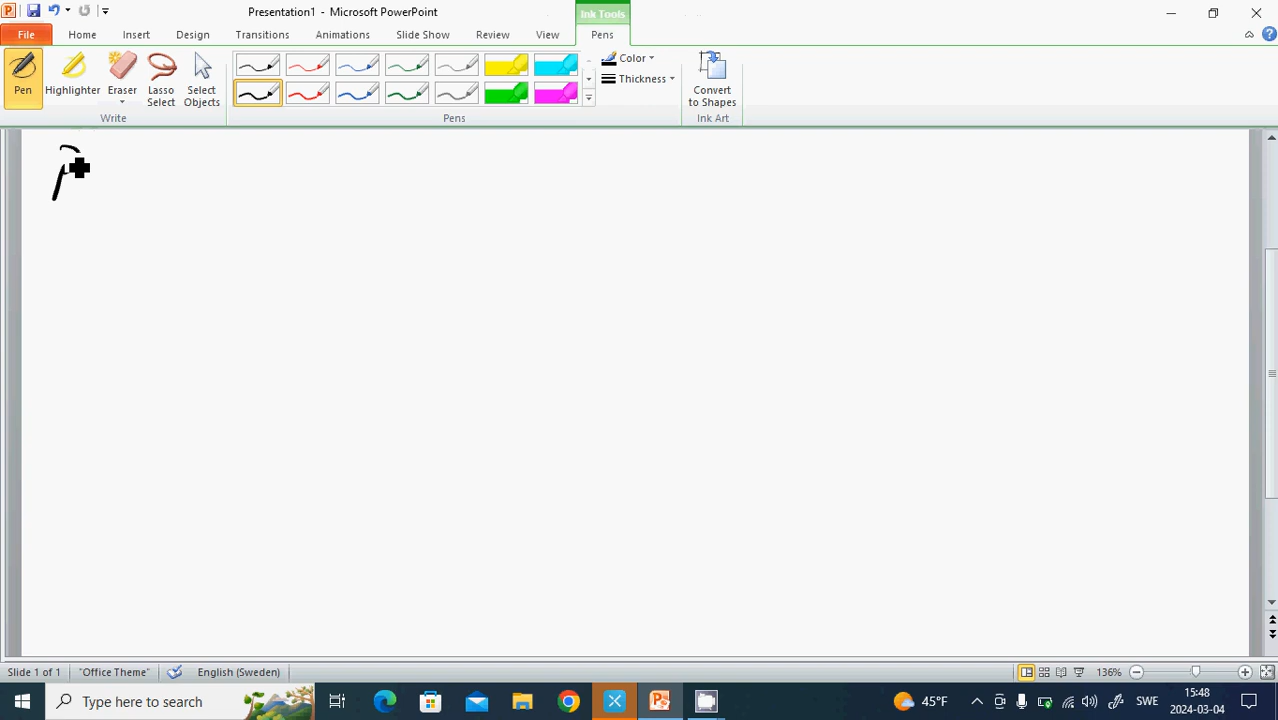 Presentation1 - Microsoft PowerPoint
Ink Tools
File
Home
Insert
Design
Transitions
Animations
Slide Show
Review
View
Pens
Pen
Highlighter
Eraser
Lasso
Select
Select
Objects
Color
Thickness
Convert
to Shapes
Write
Pens
Ink Art
Slide 1 of 1
"Office Theme"
English (Sweden)
136%
Type here to search
45°F
SWE
15:48
2024-03-04